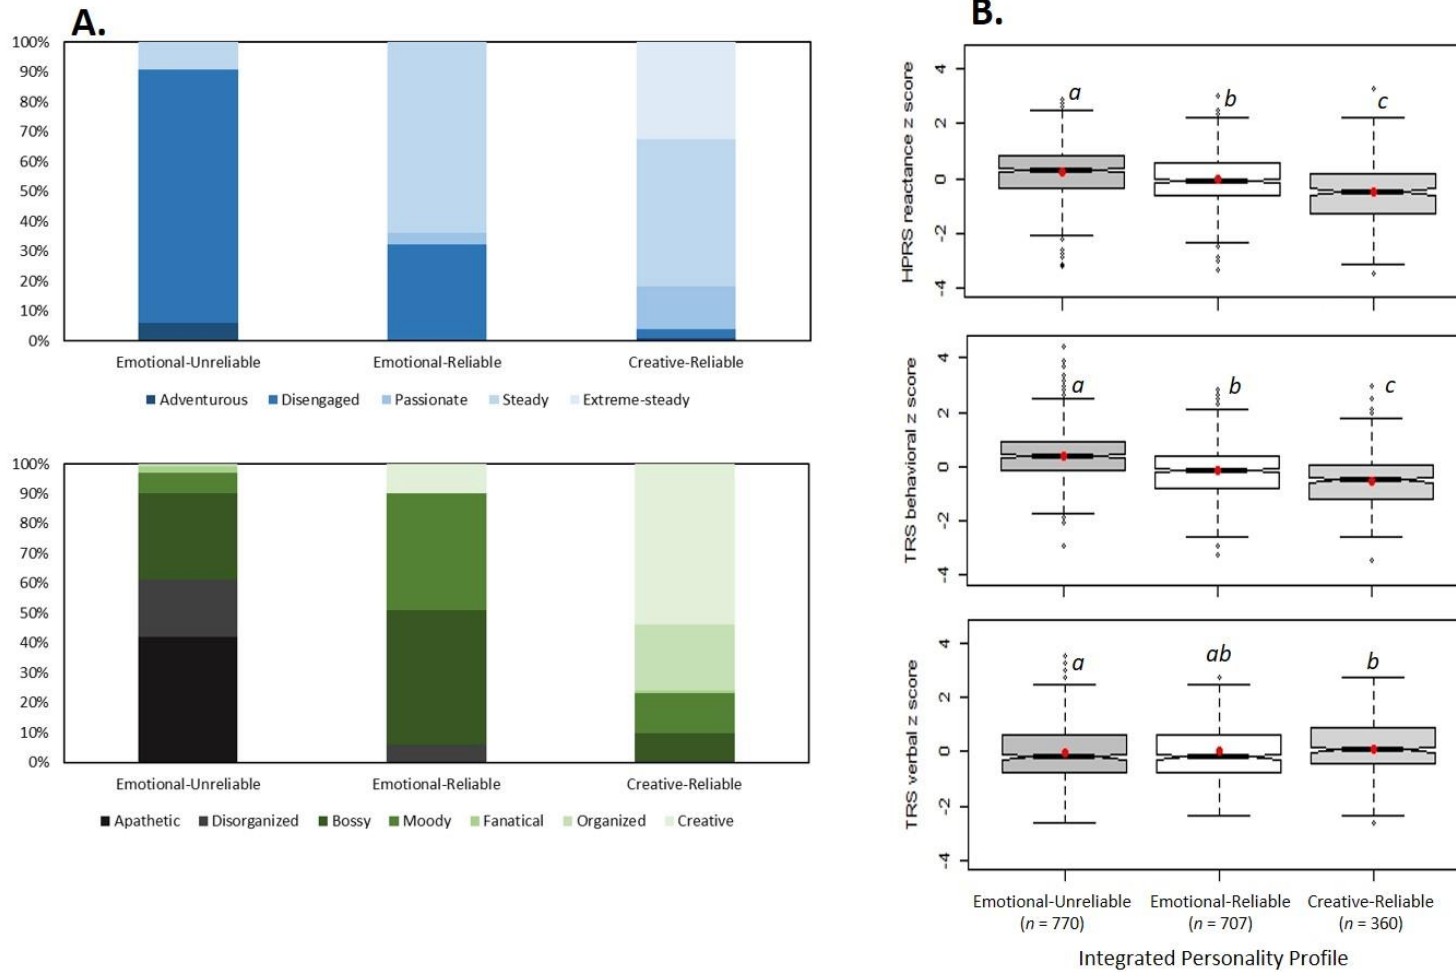 A.
100%
90%
80%
70%
60%
50%
40%
30%
20%
10%
0%
Emotional-Unreliable Emotional-Reliable Creative-Reliable
Adventurous Disengaged Passionate Steady Extreme-steady
100%
90%
80%
70%
60%
50%
40%
30%
20%
10%
0%
Emotional-Unreliable Emotional-Reliable Creative-Reliable
Apathetic Disorganized Bossy Moody Fanatical Organized Creative
B.
HPRS reactance z score
4
2
0
-2
-4
a b c
TRS behavioral z score
4
2
0
-2
-4
a b c
TRS verbal z score
4
2
0
-2
-4
a ab b
Emotional-Unreliable Emotional-Reliable Creative-Reliable
(n = 770) (n = 707) (n = 360)
Integrated Personality Profile